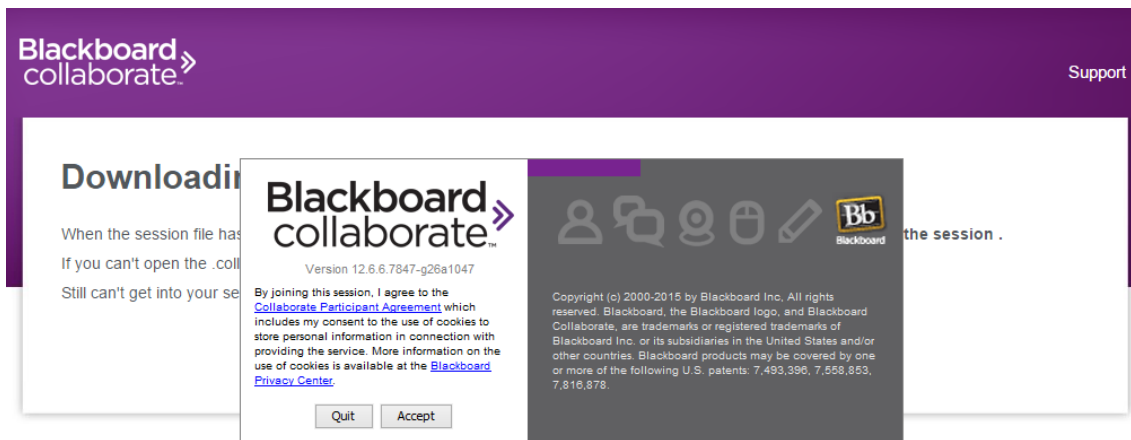 Blackboard
collaborate™
Support
Downloadin
When the session file has
the session .
If you can't open the .coll
Still can't get into your se
Blackboard
collaborate™
Version 12.6.6.7847-g26a1047
By joining this session, I agree to the
Collaborate Participant Agreement which
includes my consent to the use of cookies to
store personal information in connection with
providing the service. More information on the
use of cookies is available at the Blackboard
Privacy Center.
Quit
Accept
Bb
Blackboard
Copyright (c) 2000-2015 by Blackboard Inc, All rights
reserved. Blackboard, the Blackboard logo, and Blackboard
Collaborate, are trademarks or registered trademarks of
Blackboard Inc. or its subsidiaries in the United States and/or
other countries. Blackboard products may be covered by one
or more of the following U.S. patents: 7,493,396, 7,558,853,
7,816,878.